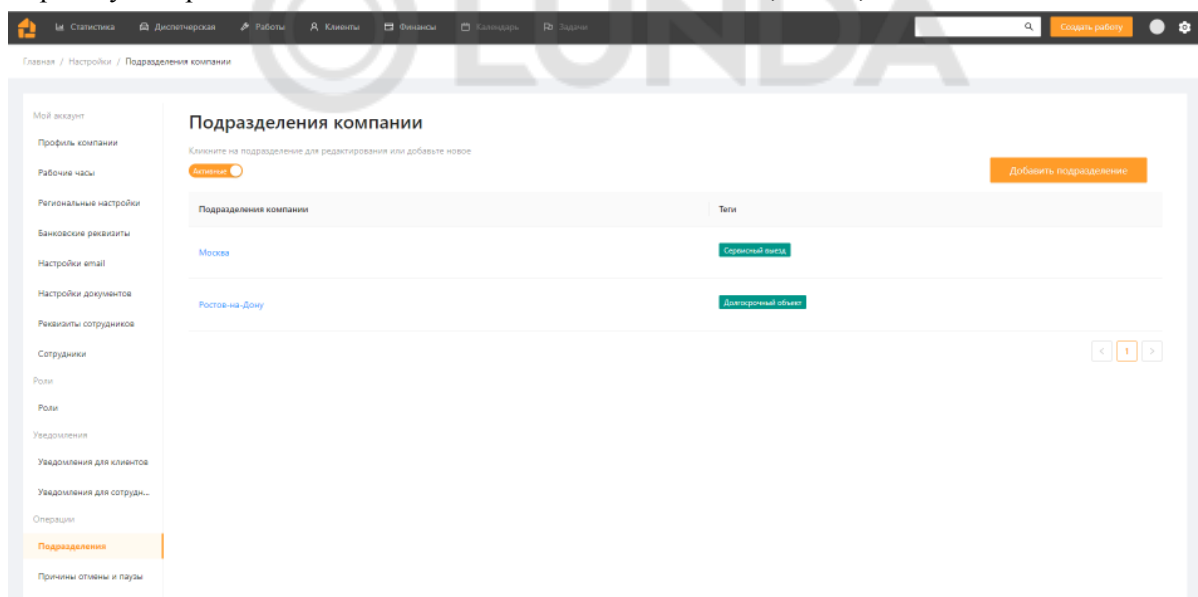 LUNDA
Статистика Диспетчерская Работы Клиенты Финансы Календарь Задачи Создать работу
Главная / Настройки / Подразделения компании
Мой аккаунт
Профиль компании
Рабочие часы
Региональные настройки
Банковские реквизиты
Настройки email
Настройки документов
Реквизиты сотрудников
Сотрудники
Роли
Роли
Уведомления
Уведомления для клиентов
Уведомления для сотрудн...
Операции
Подразделения
Причины отмены и паузы
Подразделения компании
Кликните на подразделение для редактирования или добавьте новое
Активные
Добавить подразделение
Подразделения компании Теги
Москва Сервисный выезд
Ростов-на-Дону Долгосрочный объект
< 1 >